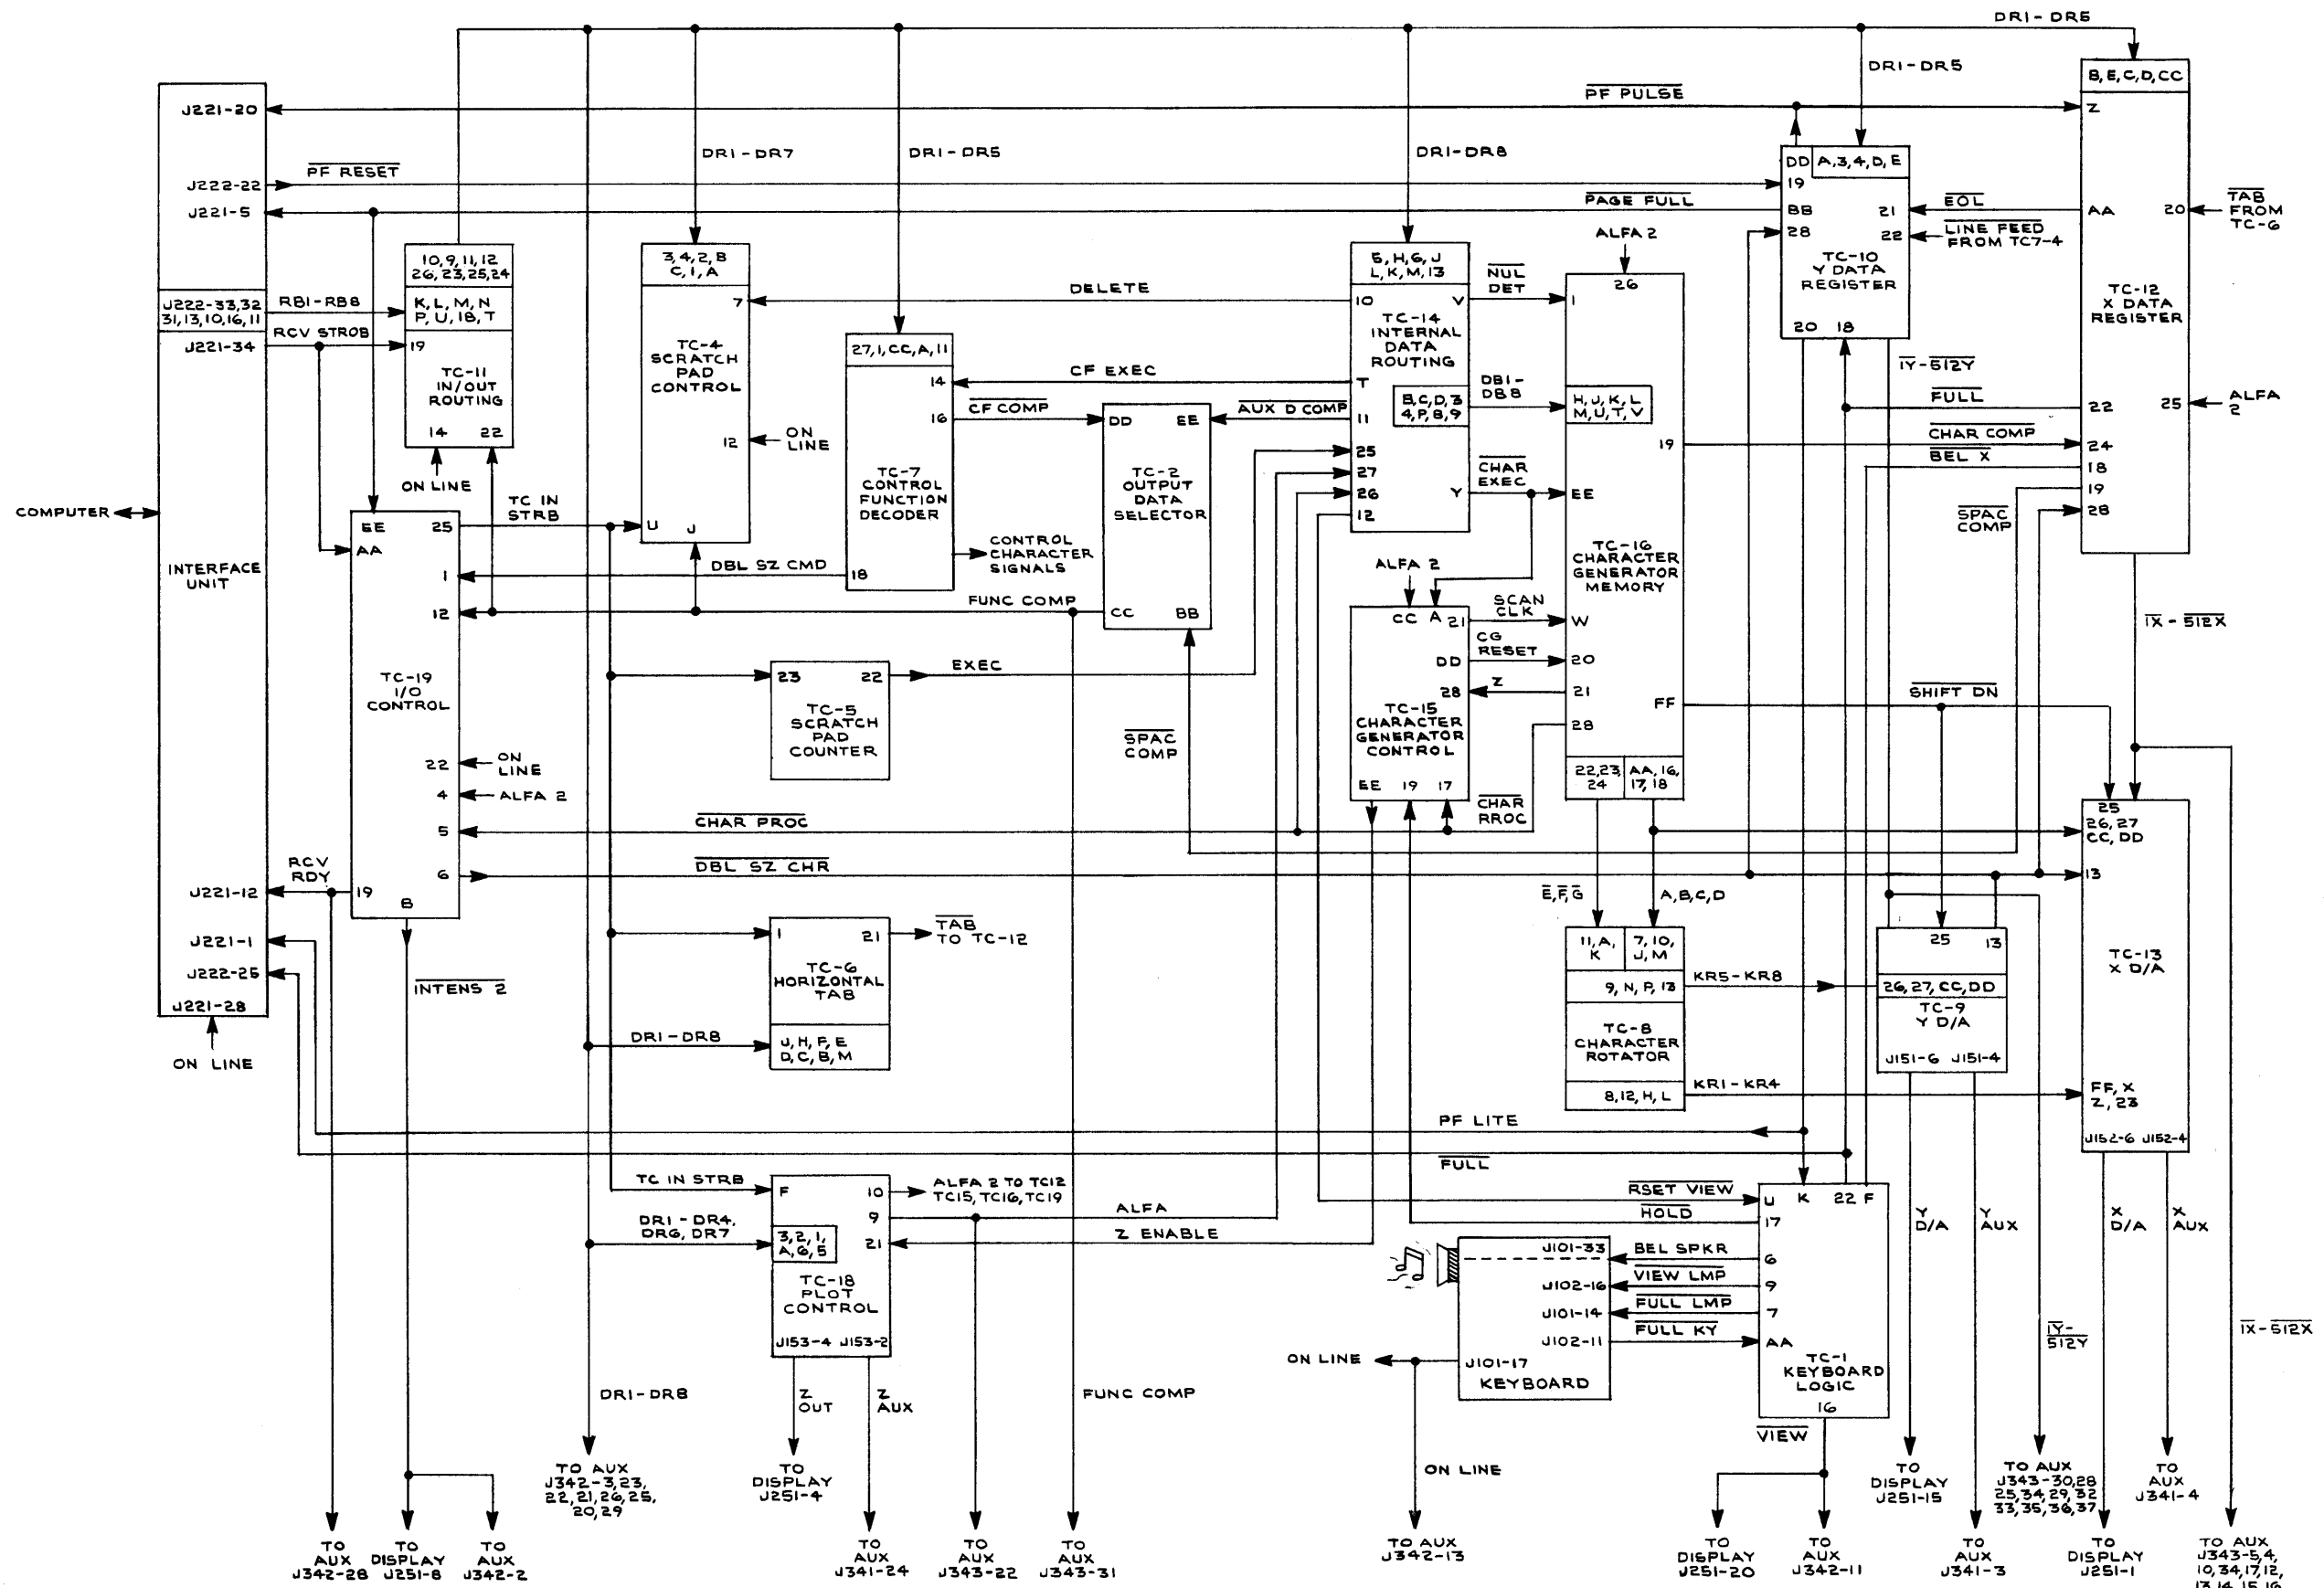 DR1-DR5
J221-20
PF PULSE
Z
B,E,C,D,CC
DR1-DR7
DR1-DR5
DR1-DR8
DR1-DR5
J222-22
PF RESET
19
DD
A,3,4,D,E
J221-5
PAGE FULL
BB
28
21
22
EOL
LINE FEED
FROM TC7-4
AA
20
TAB
FROM
TC-6
TC-10
Y DATA
REGISTER
20 18
TC-12
X DATA
REGISTER
J222-33,32
31,13,10,16,11
RB1-RB8
J221-34
RCV STROB
10,9,11,12
26,23,25,24
K,L,M,N
P,U,18,T
19
TC-11
IN/OUT
ROUTING
14 22
ON LINE
3,4,2,B
C,1,A
7
TC-4
SCRATCH
PAD
CONTROL
12
ON
LINE
U J
DELETE
27,1,CC,A,11
14
16
TC-7
CONTROL
FUNCTION
DECODER
18
CF EXEC
CF COMP
CONTROL
CHARACTER
SIGNALS
DD EE
TC-2
OUTPUT
DATA
SELECTOR
CC BB
AUX D COMP
5,H,6,J
L,K,M,13
10 V
TC-14
INTERNAL
DATA
ROUTING
T
B,C,D,3
4,P,8,9
11
25
27
26
12
Y
NUL
DET
DB1-
DB8
CHAR
EXEC
ALFA 2
26
1
H,J,K,L
M,U,T,V
19
EE
TC-16
CHARACTER
GENERATOR
MEMORY
W
20
21
28
FF
22,23,
24
AA,16,
17,18
1Y-512Y
FULL
22
25
ALFA
2
CHAR COMP
24
BEL X
18
19
28
SPAC
COMP
1X-512X
COMPUTER
INTERFACE
UNIT
EE
AA
25
1
12
TC-19
I/O
CONTROL
22
ON
LINE
4
ALFA 2
5
6
19
B
TC IN
STRB
DBL SZ CMD
FUNC COMP
ALFA 2
CC A 21
SCAN
CLK
DD
CG
RESET
28
Z
TC-15
CHARACTER
GENERATOR
CONTROL
EE 19 17
CHAR
RROC
23 22
TC-5
SCRATCH
PAD
COUNTER
EXEC
SPAC
COMP
CHAR PROC
DBL SZ CHR
SHIFT DN
RCV
RDY
J221-12
J221-1
J222-25
J221-28
ON LINE
INTENS 2
1 21
TC-6
HORIZONTAL
TAB
J,H,F,E
D,C,B,M
TAB
TO TC-12
DR1-DR8
E,F,G
A,B,C,D
11,A,
K
7,10,
J,M
9,N,P,13
TC-8
CHARACTER
ROTATOR
8,12,H,L
KR5-KR8
KR1-KR4
25 13
26,27,CC,DD
TC-9
Y D/A
J151-6 J151-4
25
26,27
CC,DD
13
TC-13
X D/A
FF,X
Z,23
J152-6 J152-4
PF LITE
FULL
TC IN STRB
DR1-DR4,
DR6,DR7
F 10
9
3,2,1,
A,6,5
21
TC-18
PLOT
CONTROL
J153-4 J153-2
ALFA 2 TO TC12
TC15,TC16,TC19
ALFA
Z ENABLE
RSET VIEW
HOLD
BEL SPKR
VIEW LMP
FULL LMP
FULL KY
J101-33
J102-16
J101-14
J102-11
J101-17
KEYBOARD
ON LINE
U K 22 F
17
6
9
7
AA
TC-1
KEYBOARD
LOGIC
16
VIEW
Y
D/A
Y
AUX
X
D/A
X
AUX
1Y-
512Y
1X-512X
DR1-DR8
Z
OUT
Z
AUX
FUNC COMP
ON LINE
TO AUX
J342-3,23,
22,21,26,25,
20,29
TO
DISPLAY
J251-4
TO
DISPLAY
J251-15
TO AUX
J343-30,28
25,34,29,32
33,35,36,37
TO
AUX
J341-4
TO
AUX
J342-28
TO
DISPLAY
J251-8
TO
AUX
J342-2
TO
AUX
J341-24
TO
AUX
J343-22
TO
AUX
J343-31
TO AUX
J342-13
TO
DISPLAY
J251-20
TO
AUX
J342-11
TO
AUX
J341-3
TO
DISPLAY
J251-1
TO AUX
J343-5,4,
10,34,17,12,
13,14,15,16